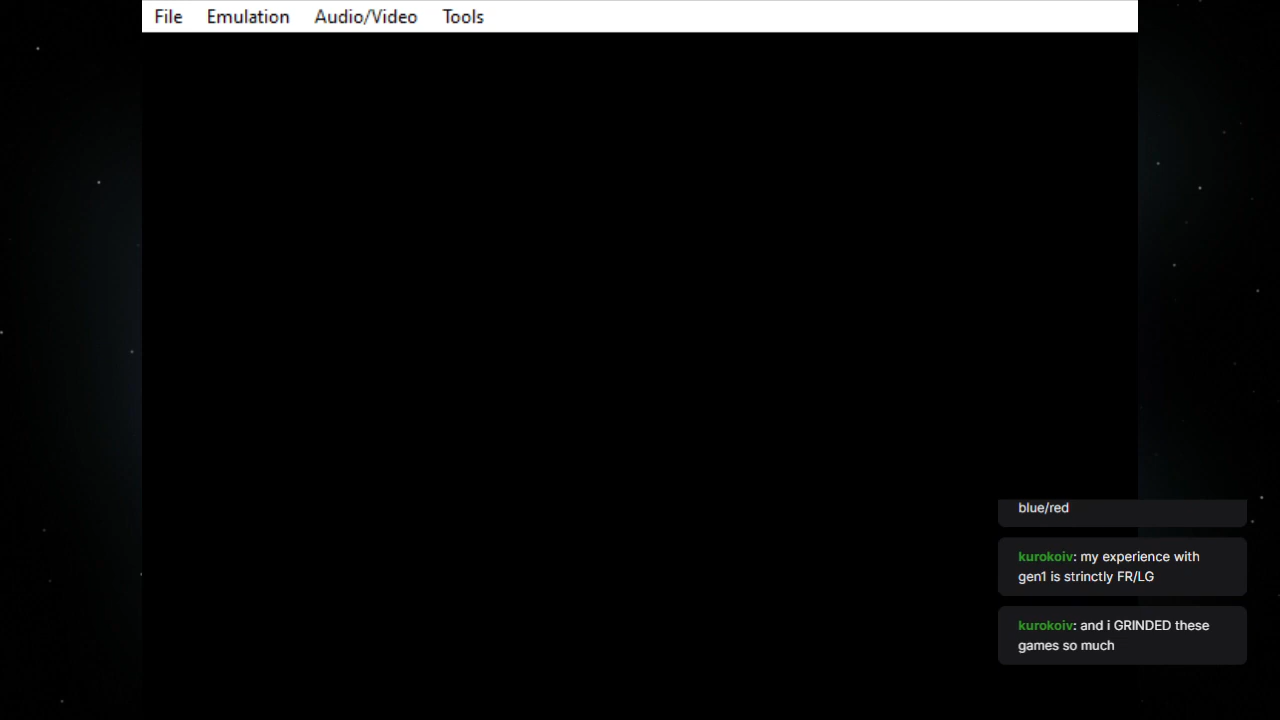 File Emulation Audio/Video Tools
blue/red
kurokoiv: my experience with
gen1 is strinctly FR/LG
kurokoiv: and i GRINDED these
games so much